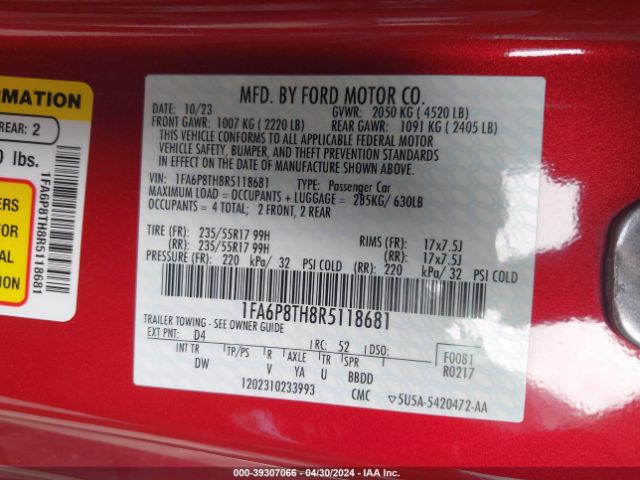 ORMATION
REAR: 2
0 lbs.
ERS
TO
ING
ATION
1FA6P8TH8R5118681
MFD. BY FORD MOTOR CO.
DATE: 10/23
GVWR: 2050 KG ( 4520 LB)
FRONT GAWR: 1007 KG ( 2220 LB)
REAR GAWR: 1091 KG ( 2405 LB)
THIS VEHICLE CONFORMS TO ALL APPLICABLE FEDERAL MOTOR
VEHICLE SAFETY, BUMPER, AND THEFT PREVENTION STANDARDS
IN EFFECT ON THE DATE OF MANUFACTURE SHOWN ABOVE.
VIN: 1FA6P8TH8R5118681 TYPE: Passenger Car
MAXIMUM LOAD = OCCUPANTS + LUGGAGE = 285KG/ 630LB
OCCUPANTS = 4 TOTAL; 2 FRONT, 2 REAR
TIRE (FR): 235/55R17 99H RIMS (FR): 17x7.5J
(RR): 235/55R17 99H (RR): 17x7.5J
PRESSURE (FR): 220 kPa/ 32 PSI COLD (RR): 220 kPa/ 32 PSI COLD
1FA6P8TH8R5118681
TRAILER TOWING - SEE OWNER GUIDE
EXT PNT: D4 RC: 52 DSO:
INT TR TP/PS R AXLE TR SPR
DW V YA U BBDD
F0081
R0217
1202310233993 CMC 5U5A-5420472-AA
000-39307066 - 04/30/2024 - IAA Inc.